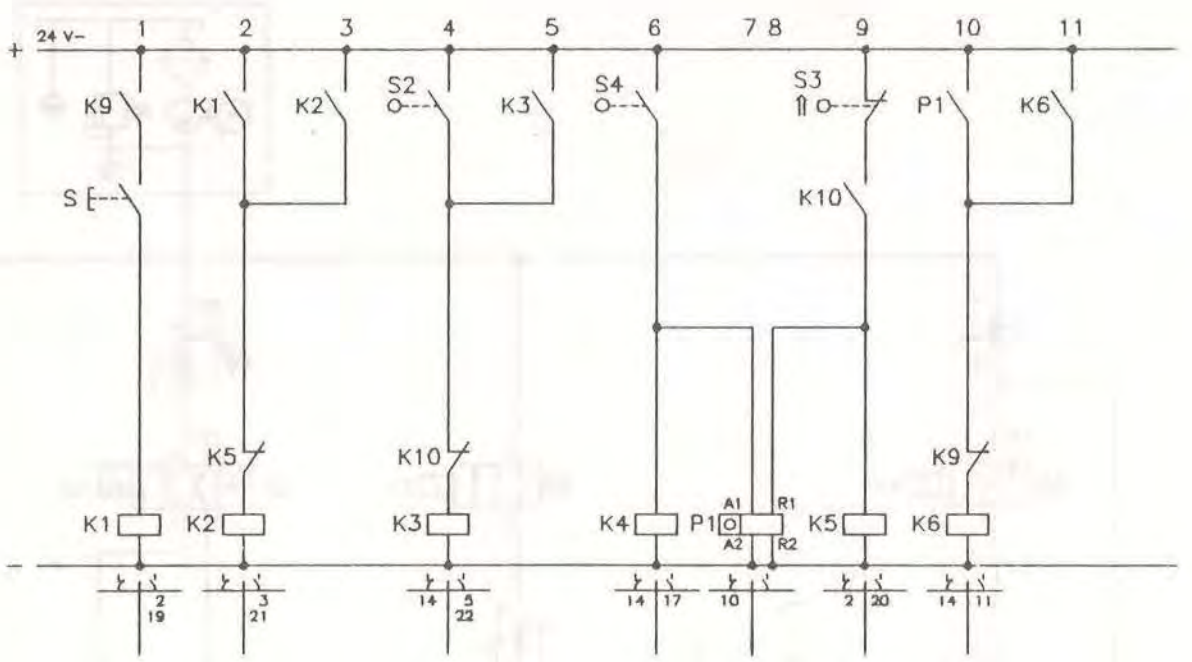 1 2 3 4 5 6 7 8 9 10 11
+ 24 V-
K9 K1 K2 S2 K3 S4 S3 P1 K6
S K10
K5 K10 K9
A1 R1
K1 K2 K3 K4 P1 K5 K6
A2 R2
-
2 3 14 5 14 17 10 2 20 14 11
19 21 22